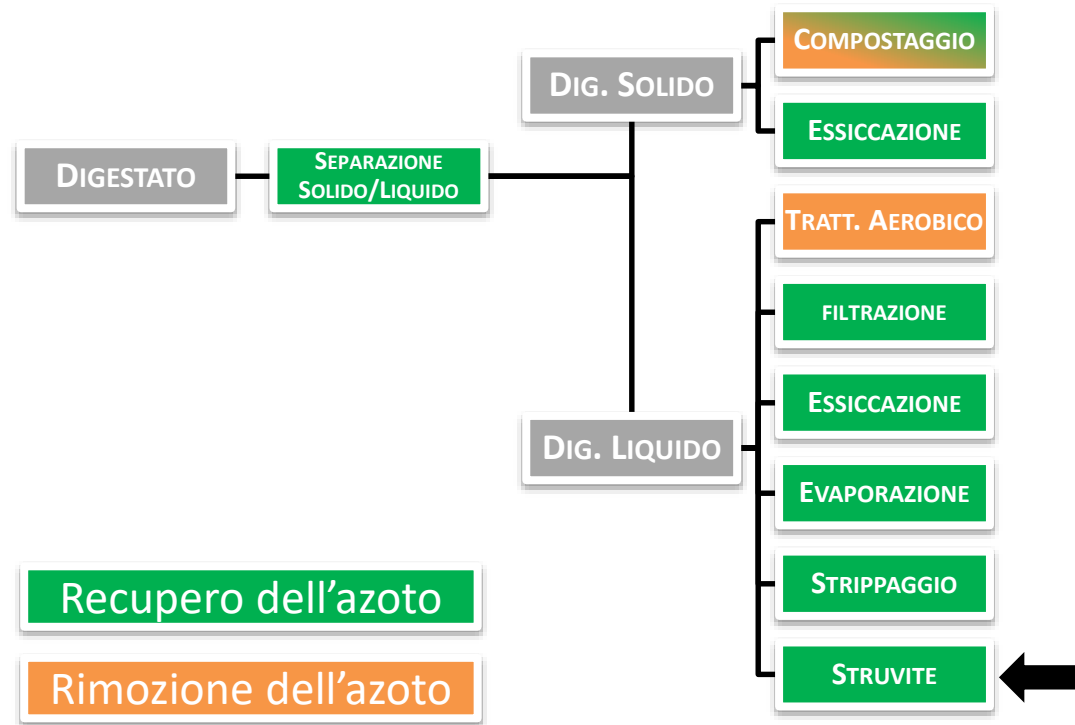 COMPOSTAGGIO
DIG. SOLIDO
ESSICCAZIONE
DIGESTATO
SEPARAZIONE
SOLIDO/LIQUIDO
TRATT. AEROBICO
FILTRAZIONE
ESSICCAZIONE
DIG. LIQUIDO
EVAPORAZIONE
STRIPPAGGIO
STRUVITE
Recupero dell’azoto
Rimozione dell’azoto